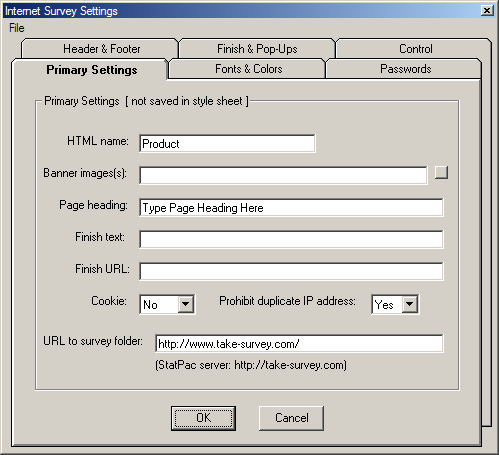 Internet Survey Settings
File
Header & Footer Finish & Pop-Ups Control
Primary Settings Fonts & Colors Passwords
Primary Settings [ not saved in style sheet ]
HTML name: Product
Banner images(s):
Page heading: Type Page Heading Here
Finish text:
Finish URL:
Cookie: No Prohibit duplicate IP address: Yes
URL to survey folder: http://www.take-survey.com/
(StatPac server: http://take-survey.com)
OK Cancel